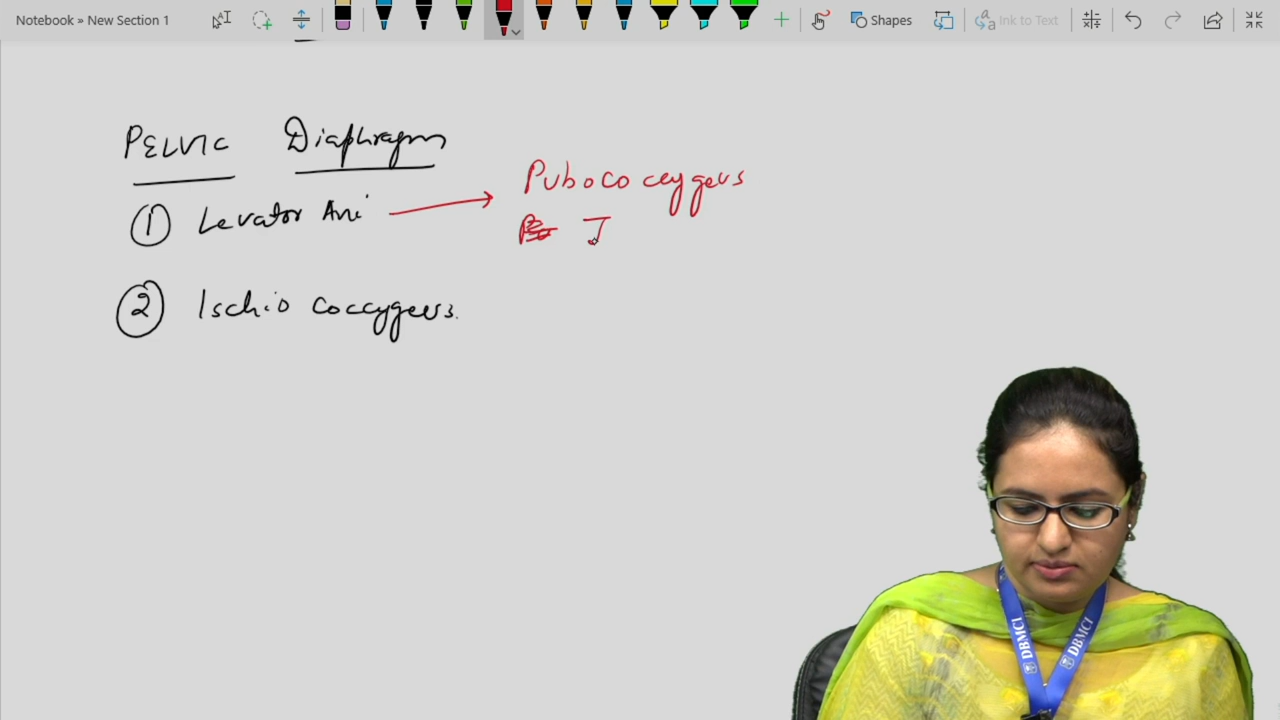 Notebook » New Section 1
Shapes
Ink to Text
PELVIC Diaphragm
① Levator Ani → Pubococcygeus
I
② Ischio coccygeus.
DBMCI
DBMCI